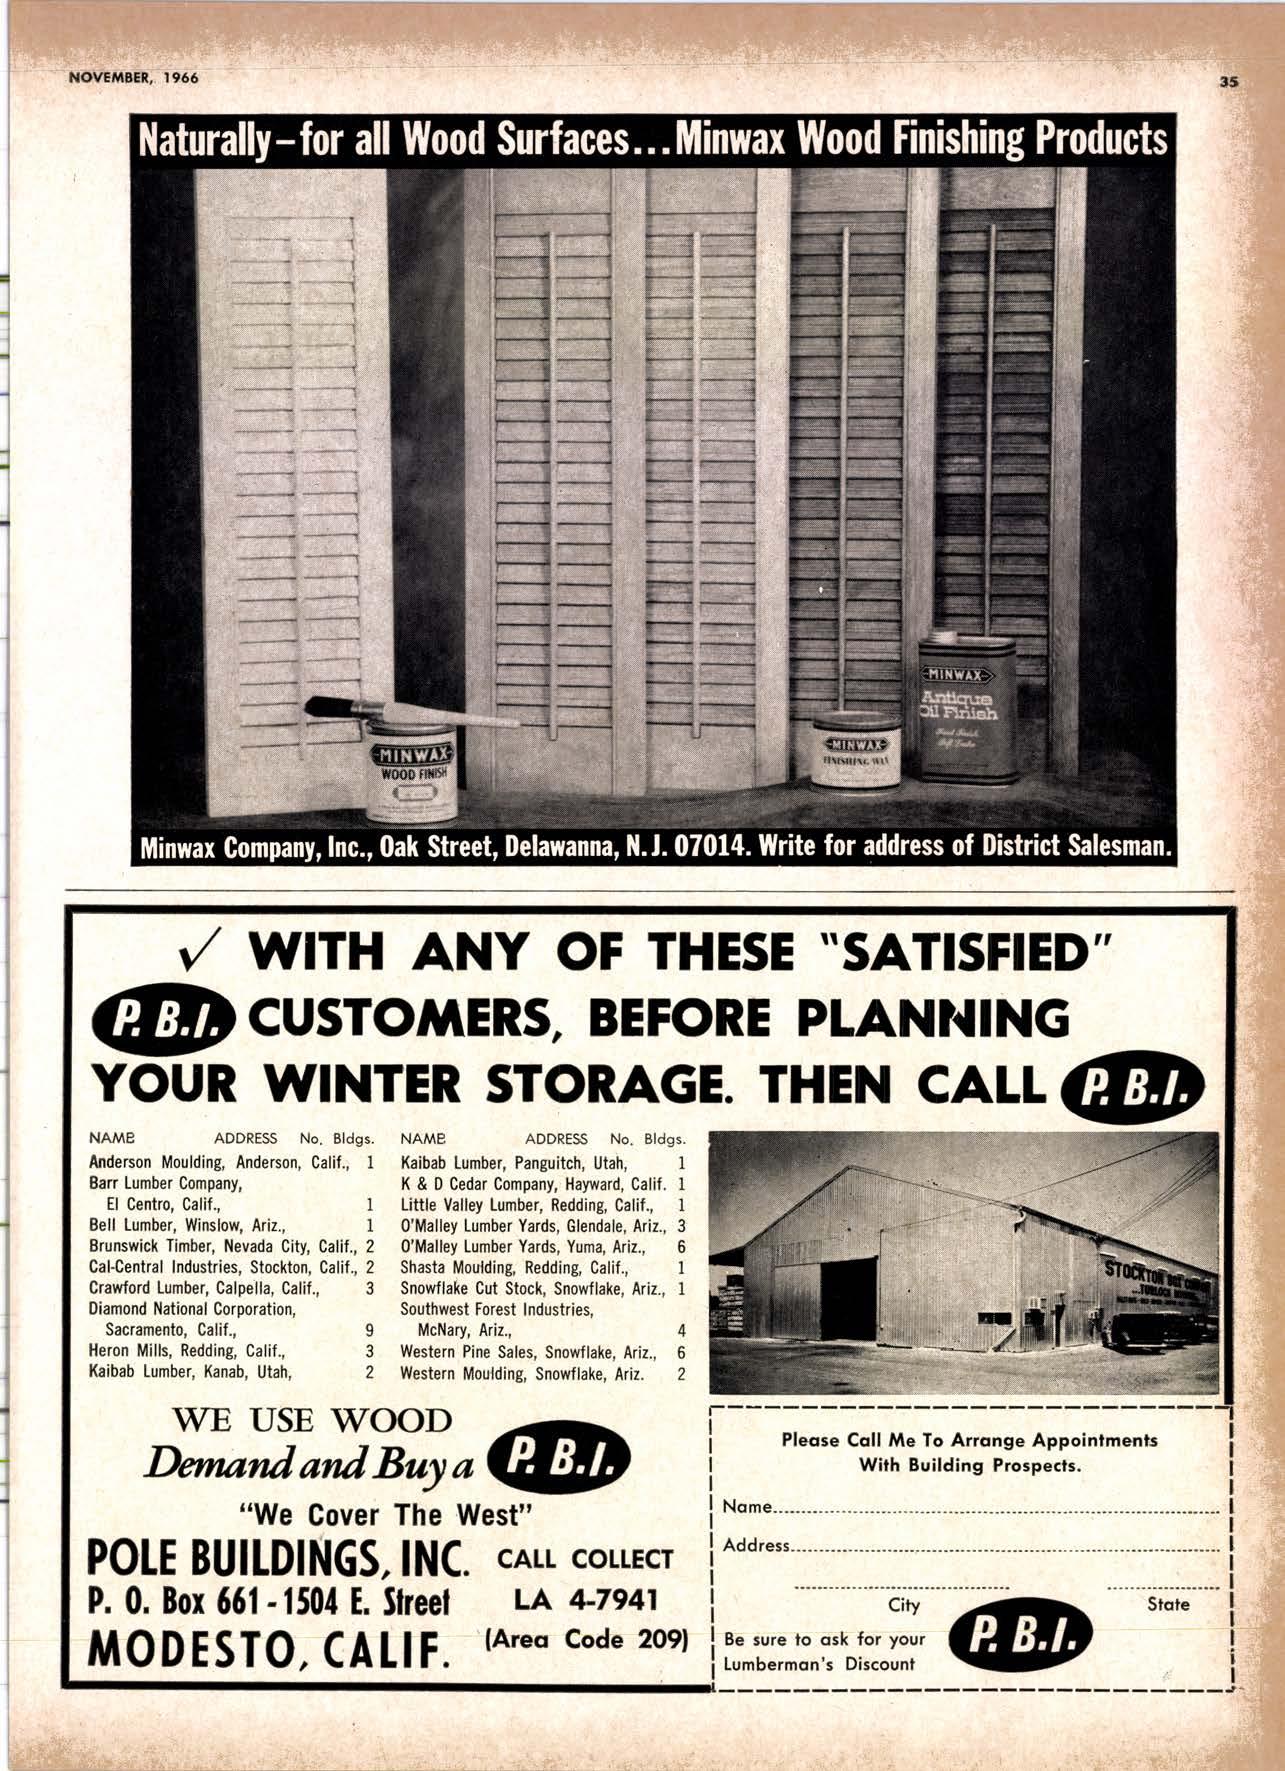 NOVEMBER, 1966
35
Naturally–for all Wood Surfaces...Minwax Wood Finishing Products
MINWAX
WOOD FINISH
MINWAX
FINISHING WAX
MINWAX
Antique
Oil Finish
Minwax Company, Inc., Oak Street, Delawanna, N.J. 07014. Write for address of District Salesman.
✓ WITH ANY OF THESE "SATISFIED"
P.B.I. CUSTOMERS, BEFORE PLANNING
YOUR WINTER STORAGE. THEN CALL P.B.I.
NAME ADDRESS No. Bldgs.
Anderson Moulding, Anderson, Calif., 1
Barr Lumber Company,
El Centro, Calif., 1
Bell Lumber, Winslow, Ariz., 1
Brunswick Timber, Nevada City, Calif., 2
Cal-Central Industries, Stockton, Calif., 2
Crawford Lumber, Calpella, Calif., 3
Diamond National Corporation,
Sacramento, Calif., 9
Heron Mills, Redding, Calif., 3
Kaibab Lumber, Kanab, Utah, 2
NAME ADDRESS No. Bldgs.
Kaibab Lumber, Panguitch, Utah, 1
K & D Cedar Company, Hayward, Calif. 1
Little Valley Lumber, Redding, Calif., 1
O'Malley Lumber Yards, Glendale, Ariz., 3
O'Malley Lumber Yards, Yuma, Ariz., 6
Shasta Moulding, Redding, Calif., 1
Snowflake Cut Stock, Snowflake, Ariz., 1
Southwest Forest Industries,
McNary, Ariz., 4
Western Pine Sales, Snowflake, Ariz., 6
Western Moulding, Snowflake, Ariz. 2
STOCKTON BOX
WE USE WOOD
Demand and Buy a P.B.I.
"We Cover The West"
POLE BUILDINGS, INC.
P. O. Box 661 - 1504 E. Street
MODESTO, CALIF.
CALL COLLECT
LA 4-7941
(Area Code 209)
Please Call Me To Arrange Appointments
With Building Prospects.
Name
Address
City State
Be sure to ask for your
Lumberman's Discount
P.B.I.